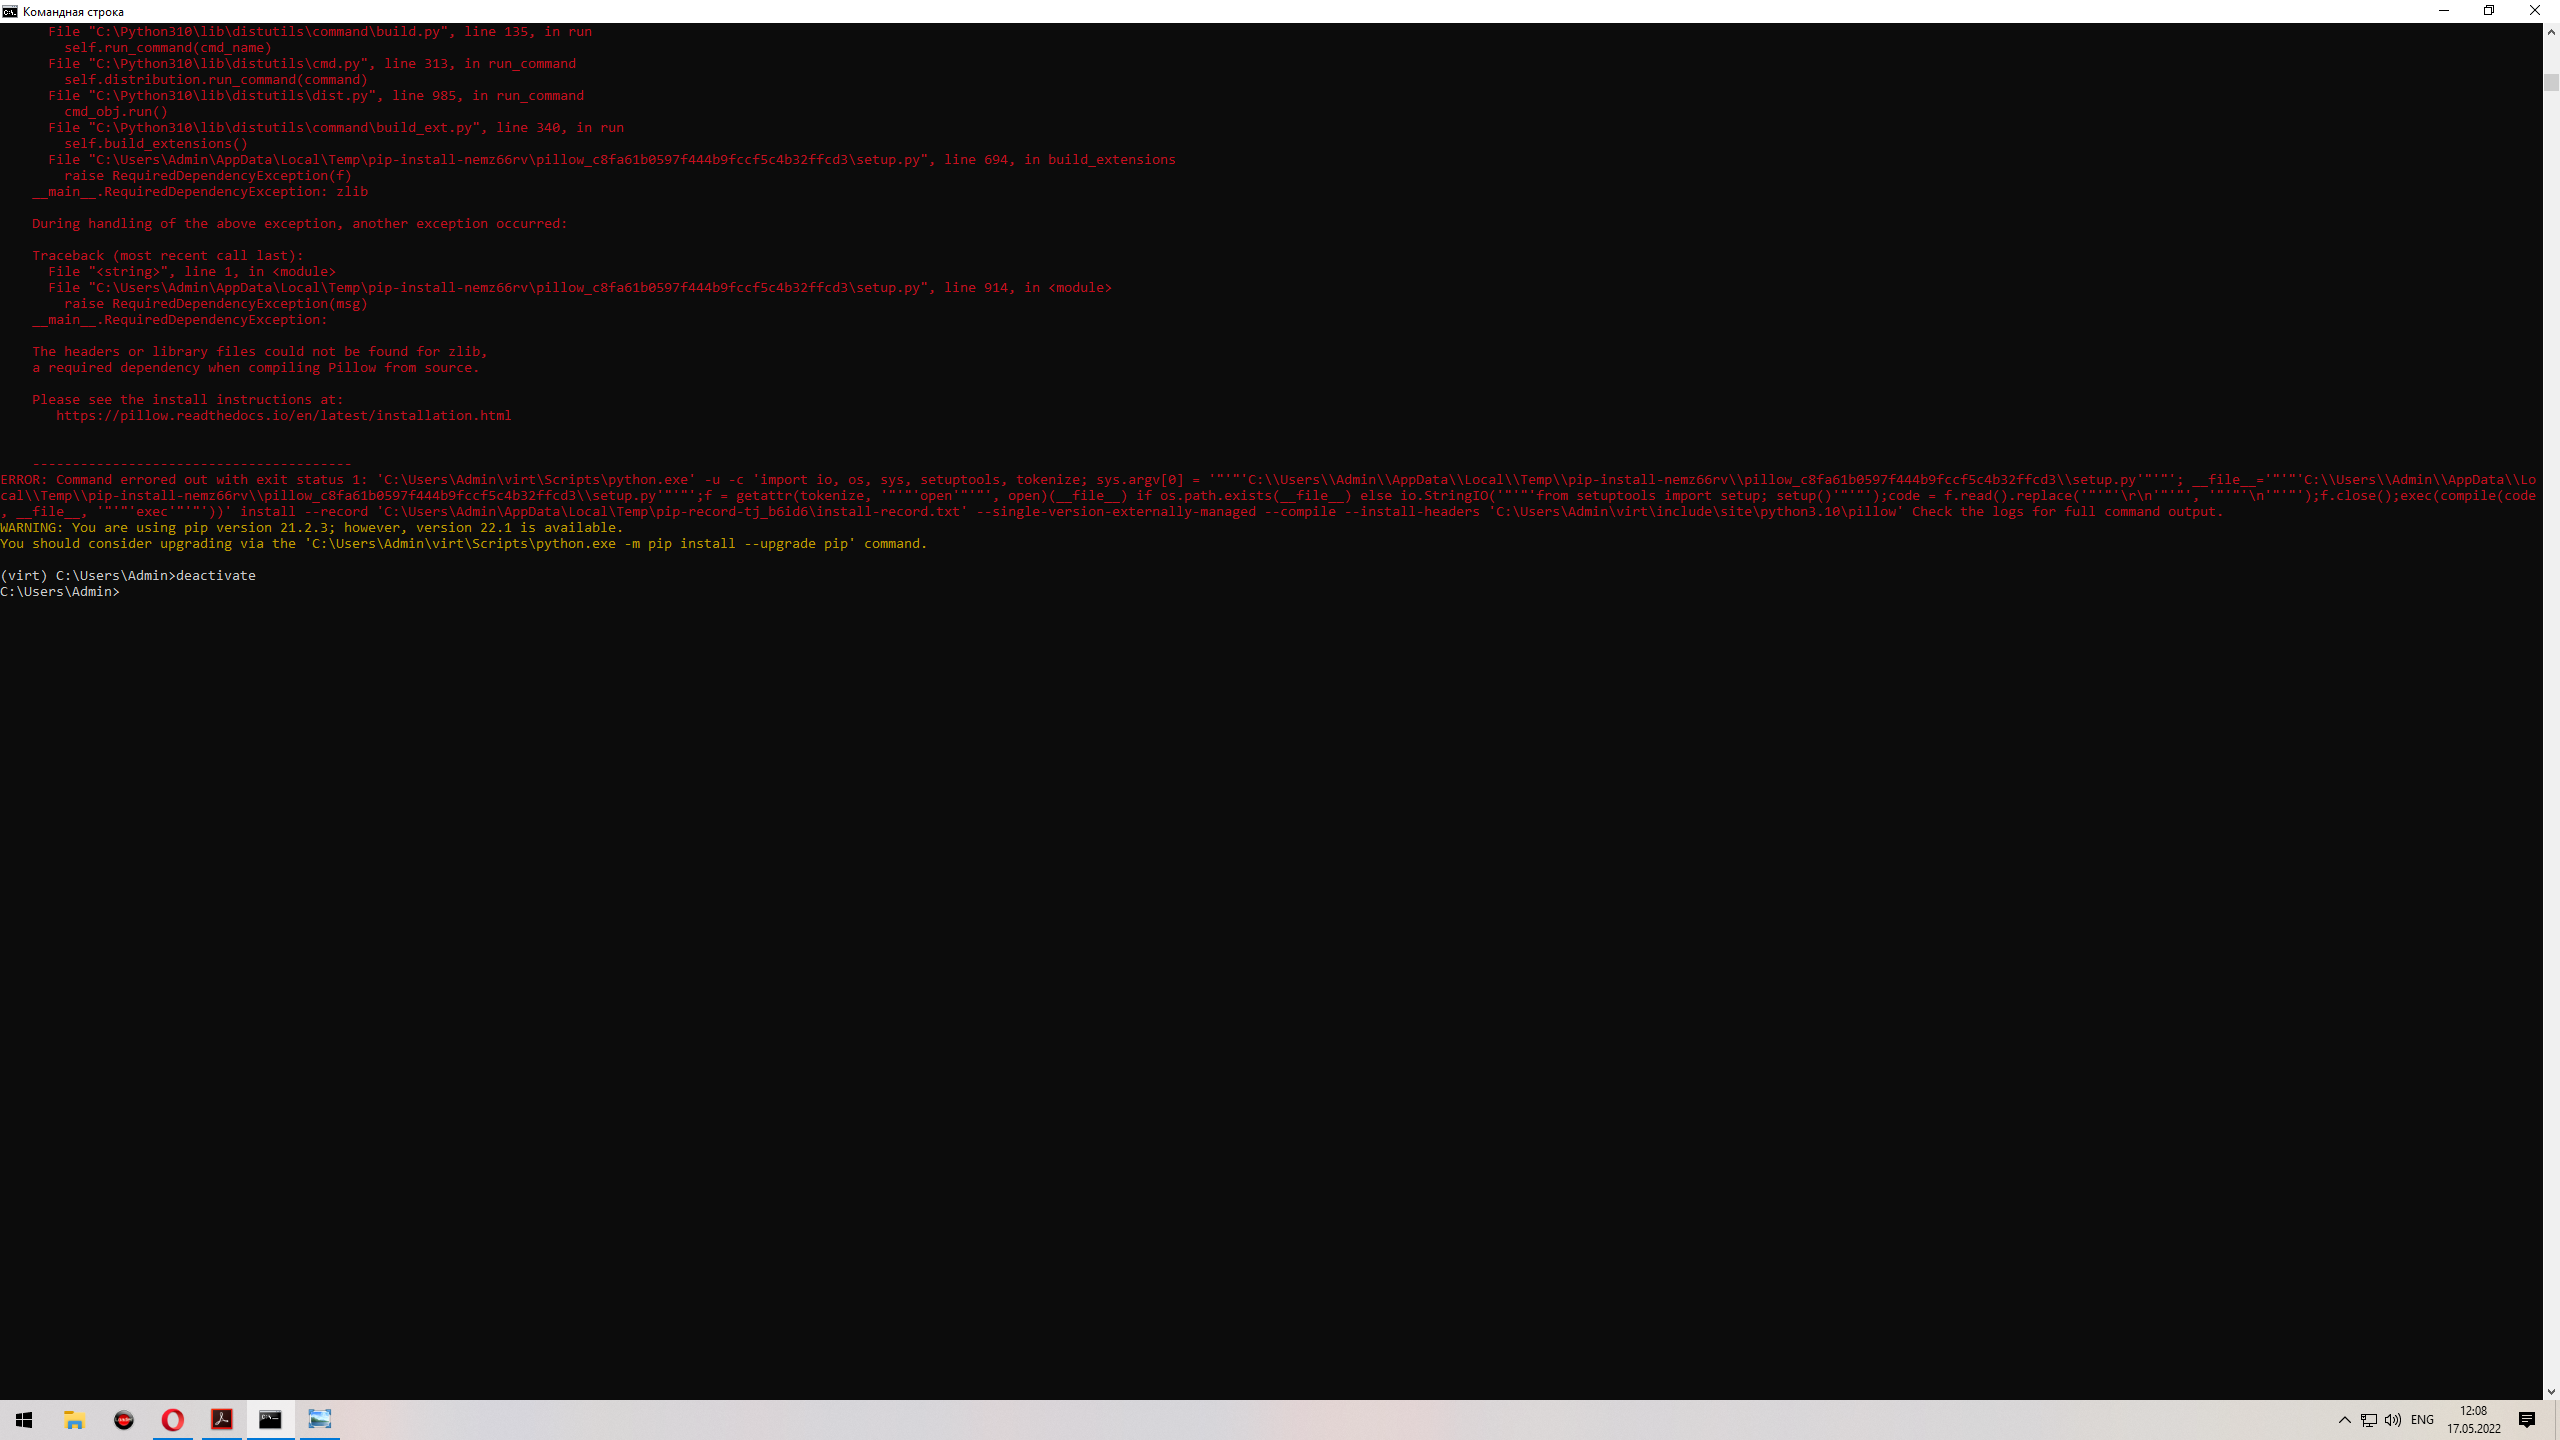 Командная строка
File "C:\Python310\lib\distutils\command\build.py", line 135, in run
self.run_command(cmd_name)
File "C:\Python310\lib\distutils\cmd.py", line 313, in run_command
self.distribution.run_command(command)
File "C:\Python310\lib\distutils\dist.py", line 985, in run_command
cmd_obj.run()
File "C:\Python310\lib\distutils\command\build_ext.py", line 340, in run
self.build_extensions()
File "C:\Users\Admin\AppData\Local\Temp\pip-install-nemz66rv\pillow_c8fa61b0597f444b9fccf5c4b32ffcd3\setup.py", line 694, in build_extensions
raise RequiredDependencyException(f)
__main__.RequiredDependencyException: zlib
During handling of the above exception, another exception occurred:
Traceback (most recent call last):
File "<string>", line 1, in <module>
File "C:\Users\Admin\AppData\Local\Temp\pip-install-nemz66rv\pillow_c8fa61b0597f444b9fccf5c4b32ffcd3\setup.py", line 914, in <module>
raise RequiredDependencyException(msg)
__main__.RequiredDependencyException:
The headers or library files could not be found for zlib,
a required dependency when compiling Pillow from source.
Please see the install instructions at:
https://pillow.readthedocs.io/en/latest/installation.html
----------------------------------------
ERROR: Command errored out with exit status 1: 'C:\Users\Admin\virt\Scripts\python.exe' -u -c 'import io, os, sys, setuptools, tokenize; sys.argv[0] = '"'"'C:\\Users\\Admin\\AppData\\Local\\Temp\\pip-install-nemz66rv\\pillow_c8fa61b0597f444b9fccf5c4b32ffcd3\\setup.py'"'"'; __file__='"'"'C:\\Users\\Admin\\AppData\\Lo
cal\\Temp\\pip-install-nemz66rv\\pillow_c8fa61b0597f444b9fccf5c4b32ffcd3\\setup.py'"'"';f = getattr(tokenize, '"'"'open'"'"', open)(__file__) if os.path.exists(__file__) else io.StringIO('"'"'from setuptools import setup; setup()'"'"');code = f.read().replace('"'"'\r\n'"'"', '"'"'\n'"'"');f.close();exec(compile(code
, __file__, '"'"'exec'"'"'))' install --record 'C:\Users\Admin\AppData\Local\Temp\pip-record-tj_b6id6\install-record.txt' --single-version-externally-managed --compile --install-headers 'C:\Users\Admin\virt\include\site\python3.10\pillow' Check the logs for full command output.
WARNING: You are using pip version 21.2.3; however, version 22.1 is available.
You should consider upgrading via the 'C:\Users\Admin\virt\Scripts\python.exe -m pip install --upgrade pip' command.
(virt) C:\Users\Admin>deactivate
C:\Users\Admin>
ENG
12:08
17.05.2022